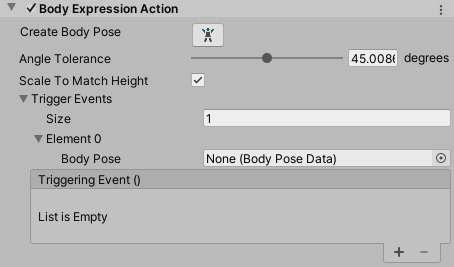 Body Expression Action
Create Body Pose
Angle Tolerance 45.0086 degrees
Scale To Match Height
Trigger Events
Size 1
Element 0
Body Pose None (Body Pose Data)
Triggering Event ()
List is Empty